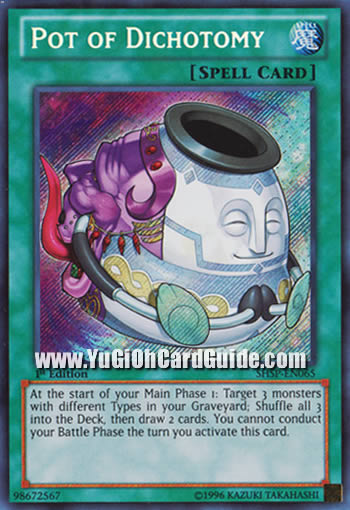 POT OF DICHOTOMY
魔
[SPELL CARD]
www.YuGiOhCardGuide.com
1st Edition
SHSP-EN065
At the start of your Main Phase 1: Target 3 monsters
with different Types in your Graveyard; Shuffle all 3
into the Deck, then draw 2 cards. You cannot conduct
your Battle Phase the turn you activate this card.
98672567
©1996 KAZUKI TAKAHASHI